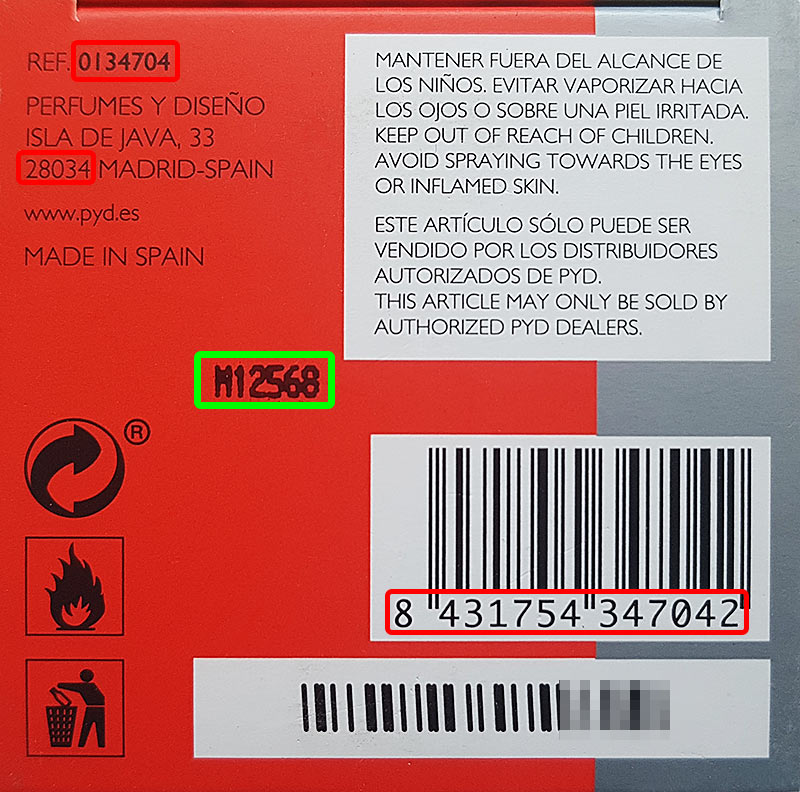 REF. 0134704
PERFUMES Y DISEÑO
ISLA DE JAVA, 33
28034 MADRID-SPAIN
www.pyd.es
MADE IN SPAIN
MANTENER FUERA DEL ALCANCE DE
LOS NIÑOS. EVITAR VAPORIZAR HACIA
LOS OJOS O SOBRE UNA PIEL IRRITADA.
KEEP OUT OF REACH OF CHILDREN.
AVOID SPRAYING TOWARDS THE EYES
OR INFLAMED SKIN.
ESTE ARTÍCULO SÓLO PUEDE SER
VENDIDO POR LOS DISTRIBUIDORES
AUTORIZADOS DE PYD.
THIS ARTICLE MAY ONLY BE SOLD BY
AUTHORIZED PYD DEALERS.
M12568
®
8 431754 347042